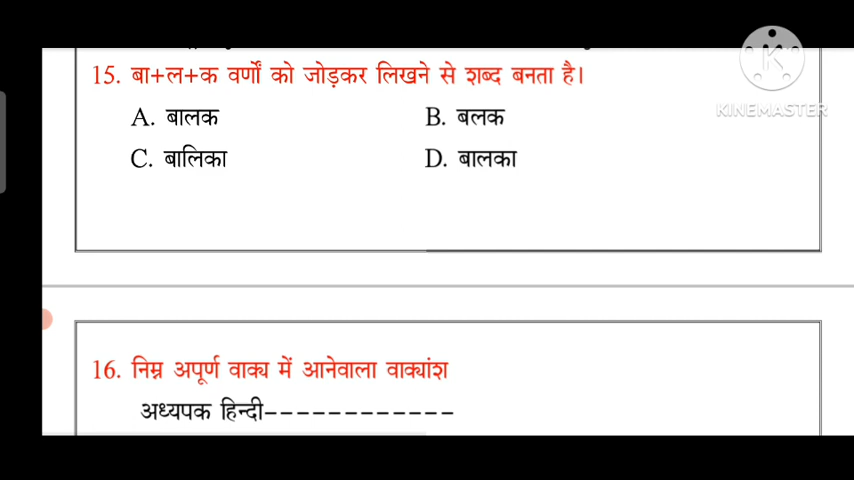 15. बा+ल+क वर्णों को जोड़कर लिखने से शब्द बनता है।
A. बालक B. बलक
C. बालिका D. बालका
KINEMASTER
16. निम्न अपूर्ण वाक्य में आनेवाला वाक्यांश
अध्यपक हिन्दी------------